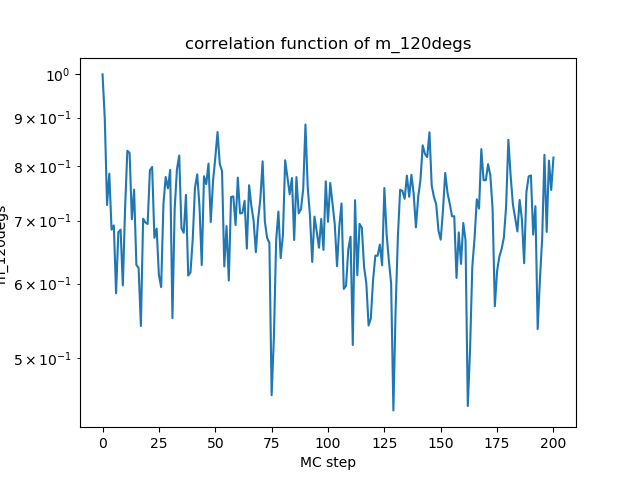 correlation function of m_120degs
10⁰
9 × 10⁻¹
8 × 10⁻¹
7 × 10⁻¹
6 × 10⁻¹
5 × 10⁻¹
m_120degs
0 25 50 75 100 125 150 175 200
MC step